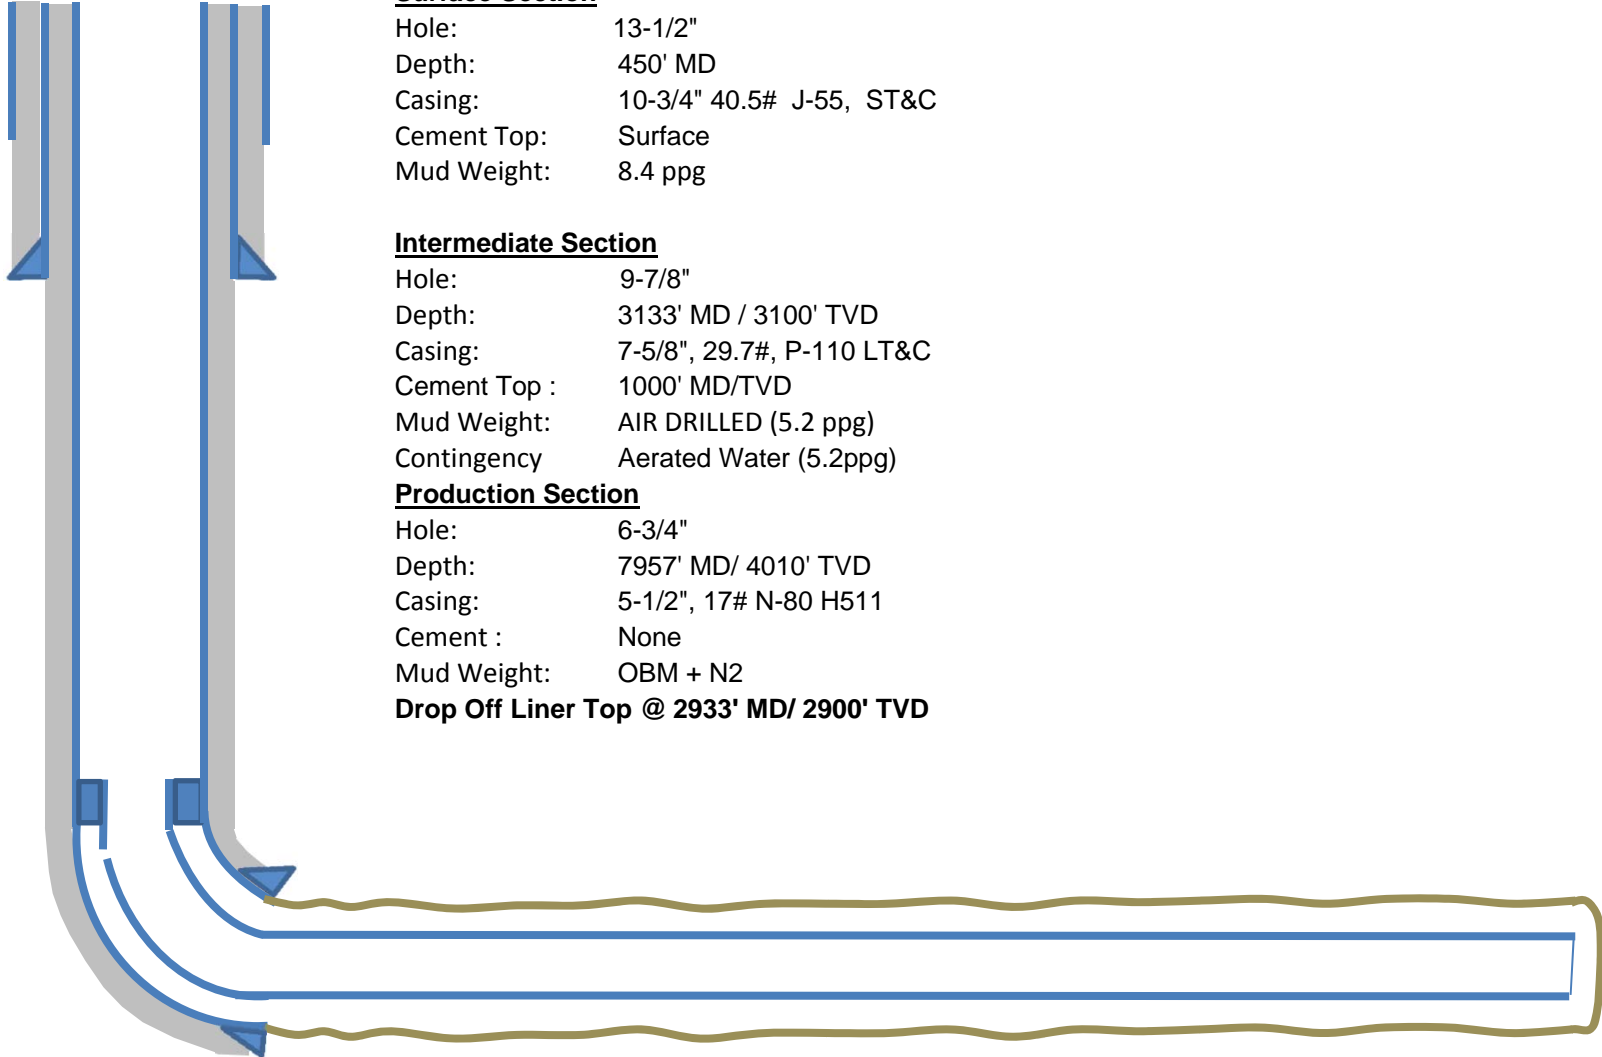 Surface Section
Hole: 13-1/2"
Depth: 450' MD
Casing: 10-3/4" 40.5# J-55, ST&C
Cement Top: Surface
Mud Weight: 8.4 ppg
Intermediate Section
Hole: 9-7/8"
Depth: 3133' MD / 3100' TVD
Casing: 7-5/8", 29.7#, P-110 LT&C
Cement Top : 1000' MD/TVD
Mud Weight: AIR DRILLED (5.2 ppg)
Contingency Aerated Water (5.2ppg)
Production Section
Hole: 6-3/4"
Depth: 7957' MD/ 4010' TVD
Casing: 5-1/2", 17# N-80 H511
Cement : None
Mud Weight: OBM + N2
Drop Off Liner Top @ 2933' MD/ 2900' TVD